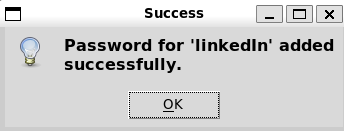 Success
Password for 'linkedIn' added
successfully.
OK